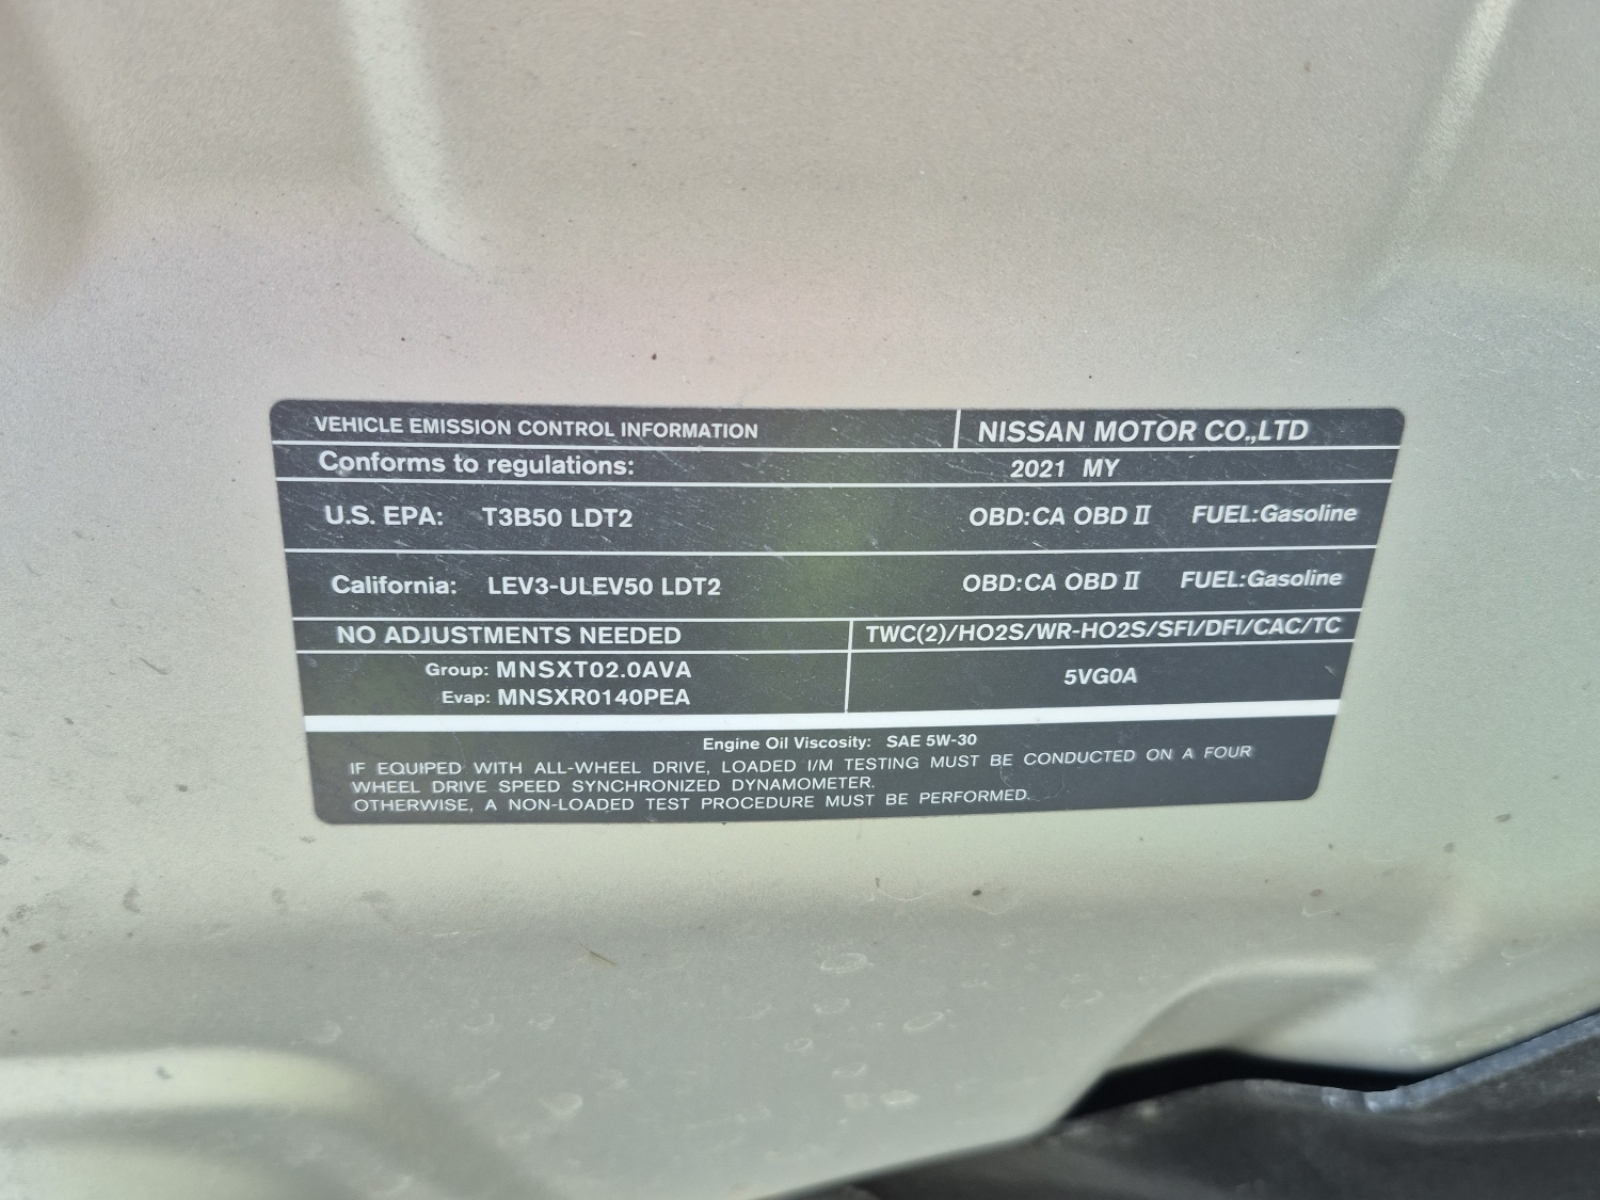 VEHICLE EMISSION CONTROL INFORMATION NISSAN MOTOR CO.,LTD
Conforms to regulations: 2021 MY
U.S. EPA: T3B50 LDT2 OBD:CA OBD II FUEL:Gasoline
California: LEV3-ULEV50 LDT2 OBD:CA OBD II FUEL:Gasoline
NO ADJUSTMENTS NEEDED TWC(2)/HO2S/WR-HO2S/SFI/DFI/CAC/TC
Group: MNSXT02.0AVA
Evap: MNSXR0140PEA
5VG0A
Engine Oil Viscosity: SAE 5W-30
IF EQUIPED WITH ALL-WHEEL DRIVE, LOADED I/M TESTING MUST BE CONDUCTED ON A FOUR
WHEEL DRIVE SPEED SYNCHRONIZED DYNAMOMETER.
OTHERWISE, A NON-LOADED TEST PROCEDURE MUST BE PERFORMED.